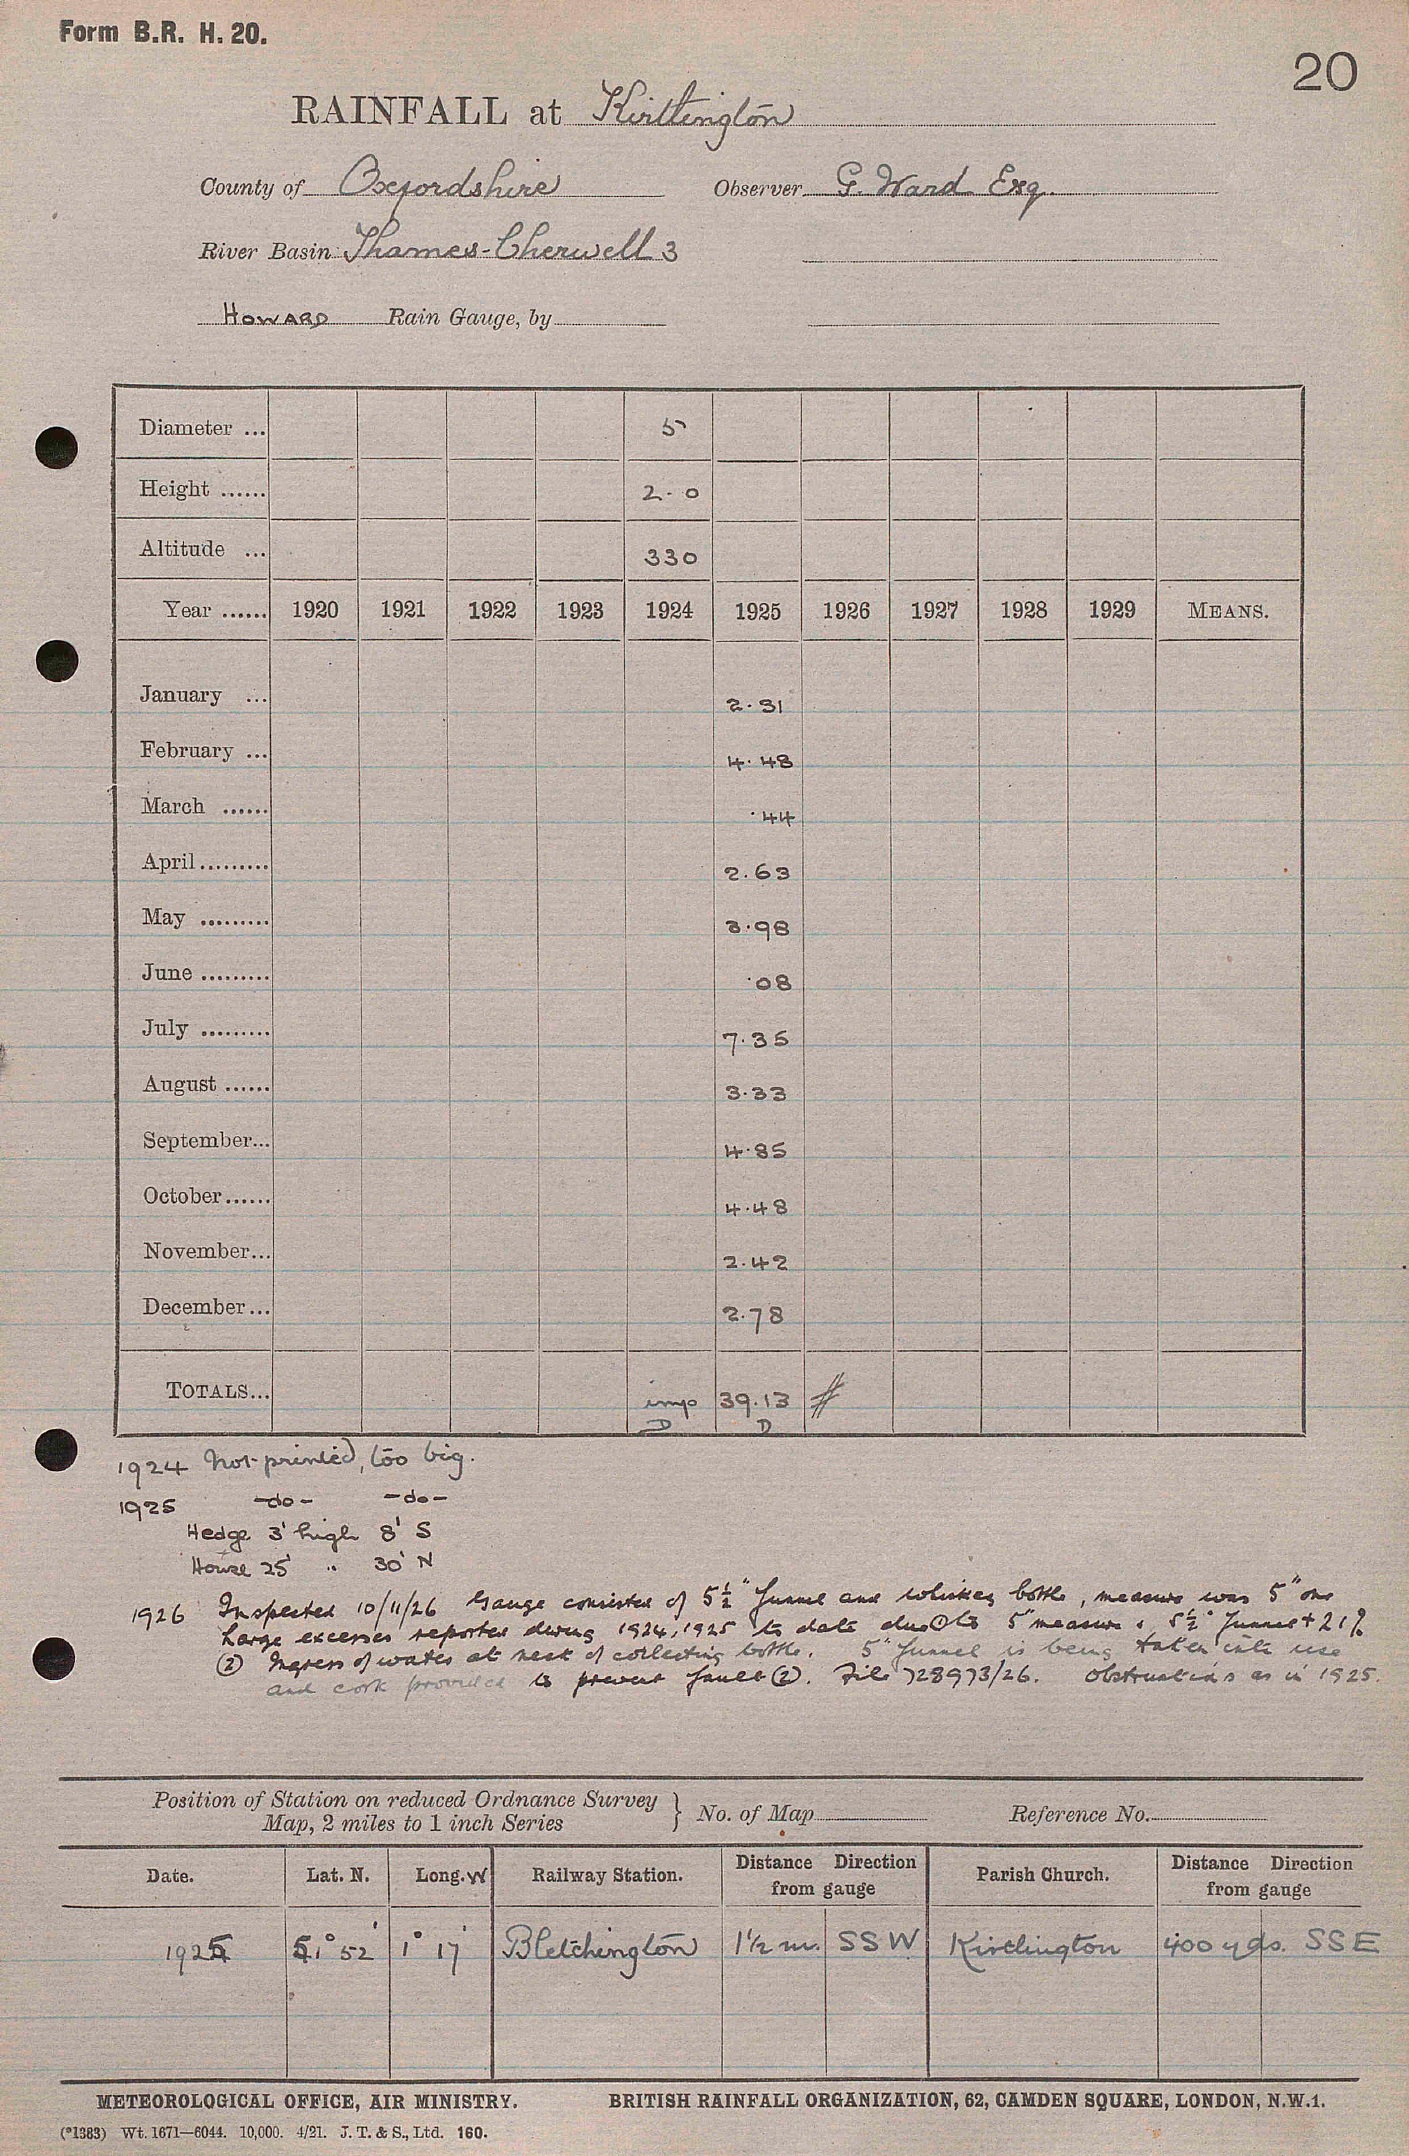 Form B.R. H. 20.
20
RAINFALL at Kirtlington
County of Oxfordshire Observer G. Ward Esq.
River Basin Thames-Cherwell 3
HOWARD Rain Gauge, by
Diameter ... 5
Height ...... 2-0
Altitude ... 330
Year ...... 1920 1921 1922 1923 1924 1925 1926 1927 1928 1929 MEANS.
January ... 2.31
February ... 4.48
March ...... .44
April ......... 2.63
May ......... 3.98
June ......... .08
July ......... 7.35
August ...... 3.33
September... 4.85
October...... 4.48
November... 2.42
December... 2.78
TOTALS... imp 39.13 #
D D
1924 Not printed, too big.
1925 -do- -do-
Hedge 3' high 8' S
House 25' " 30' N
1926 Inspected 10/11/26 Gauge consisted of 5½" funnel and whiskey bottle, measure was 5" one
Large excesses reported during 1924, 1925 to date due ① to 5" measure & 5½" funnel + 21%
② Ingress of water at neck of collecting bottle. 5" funnel is being taken into use
and cork provided to prevent fault ②. File 728973/26. Obstructions as in 1925.
Position of Station on reduced Ordnance Survey
Map, 2 miles to 1 inch Series } No. of Map Reference No.
Date. Lat. N. Long. W Railway Station. Distance Direction from gauge Parish Church. Distance Direction from gauge
1925 51° 52' 1° 17' Bletchington 1½ m. SSW Kirtlington 400 yds. SSE
METEOROLOGICAL OFFICE, AIR MINISTRY. BRITISH RAINFALL ORGANIZATION, 62, CAMDEN SQUARE, LONDON, N.W.1.
(*1383) Wt. 1671—6044. 10,000. 4/21. J. T. & S., Ltd. 160.